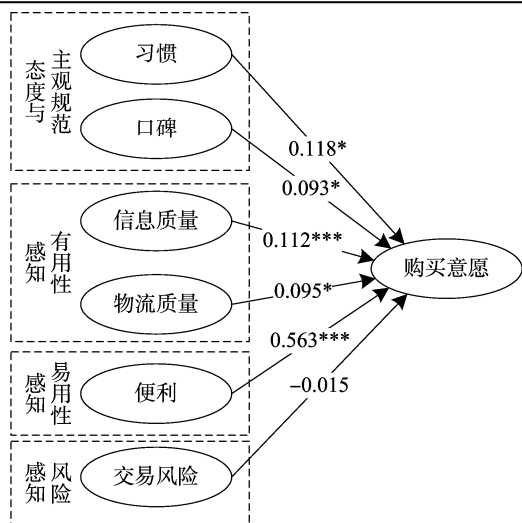 态度与
主观规范
习惯
口碑
0.118*
0.093*
感知
有用性
信息质量
0.112***
物流质量
0.095*
购买意愿
感知
易用性
便利
0.563***
感知
风险
交易风险
-0.015